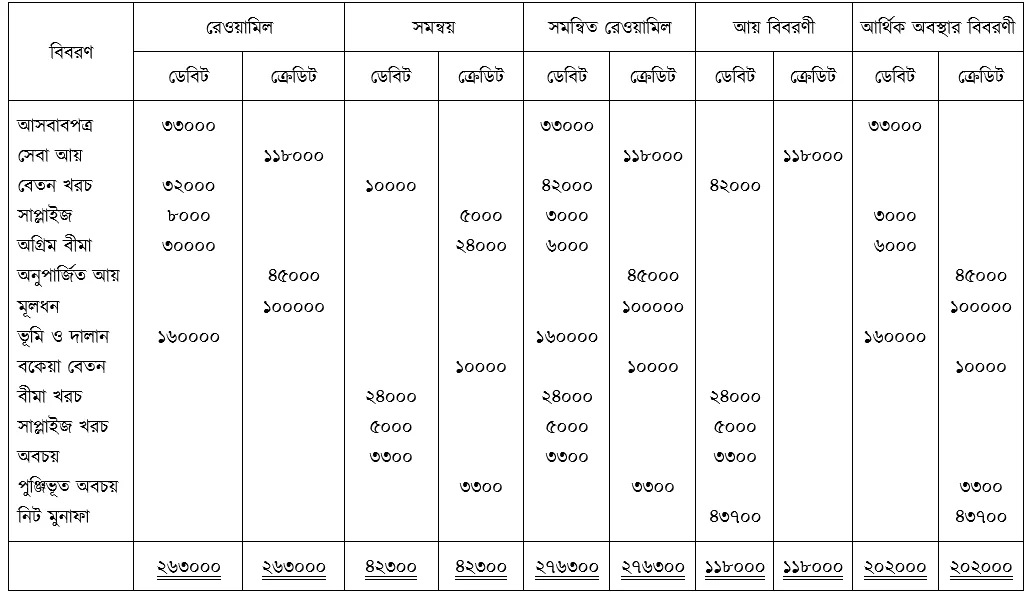 বিবরণ রেওয়ামিল সমন্বয় সমন্বিত রেওয়ামিল আয় বিবরণী আর্থিক অবস্থার বিবরণী
ডেবিট ক্রেডিট ডেবিট ক্রেডিট ডেবিট ক্রেডিট ডেবিট ক্রেডিট ডেবিট ক্রেডিট
আসবাবপত্র ৩৩০০০ ৩৩০০০ ৩৩০০০
সেবা আয় ১১৮০০০ ১১৮০০০ ১১৮০০০
বেতন খরচ ৩২০০০ ১০০০০ ৪২০০০ ৪২০০০
সাপ্লাইজ ৮০০০ ৫০০০ ৩০০০ ৩০০০
অগ্রিম বীমা ৩০০০০ ২৪০০০ ৬০০০ ৬০০০
অনুপার্জিত আয় ৪৫০০০ ৪৫০০০ ৪৫০০০
মূলধন ১০০০০০ ১০০০০০ ১০০০০০
ভূমি ও দালান ১৬০০০০ ১৬০০০০ ১৬০০০০
বকেয়া বেতন ১০০০০ ১০০০০ ১০০০০
বীমা খরচ ২৪০০০ ২৪০০০ ২৪০০০
সাপ্লাইজ খরচ ৫০০০ ৫০০০ ৫০০০
অবচয় ৩৩০০ ৩৩০০ ৩৩০০
পুঞ্জিভূত অবচয় ৩৩০০ ৩৩০০ ৩৩০০
নিট মুনাফা ৪৩৭০০ ৪৩৭০০
২৬৩০০০ ২৬৩০০০ ৪২৩০০ ৪২৩০০ ২৭৬৩০০ ২৭৬৩০০ ১১৮০০০ ১১৮০০০ ২০২০০০ ২০২০০০